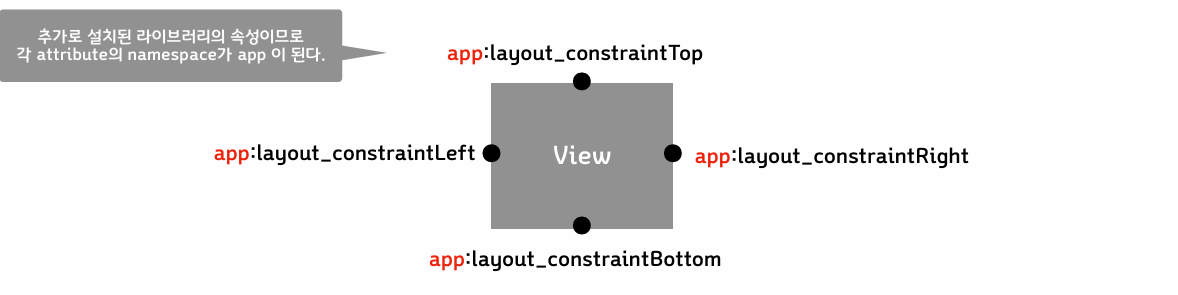 추가로 설치된 라이브러리의 속성이므로
각 attribute의 namespace가 app 이 된다.
app:layout_constraintTop
app:layout_constraintLeft
View
app:layout_constraintRight
app:layout_constraintBottom